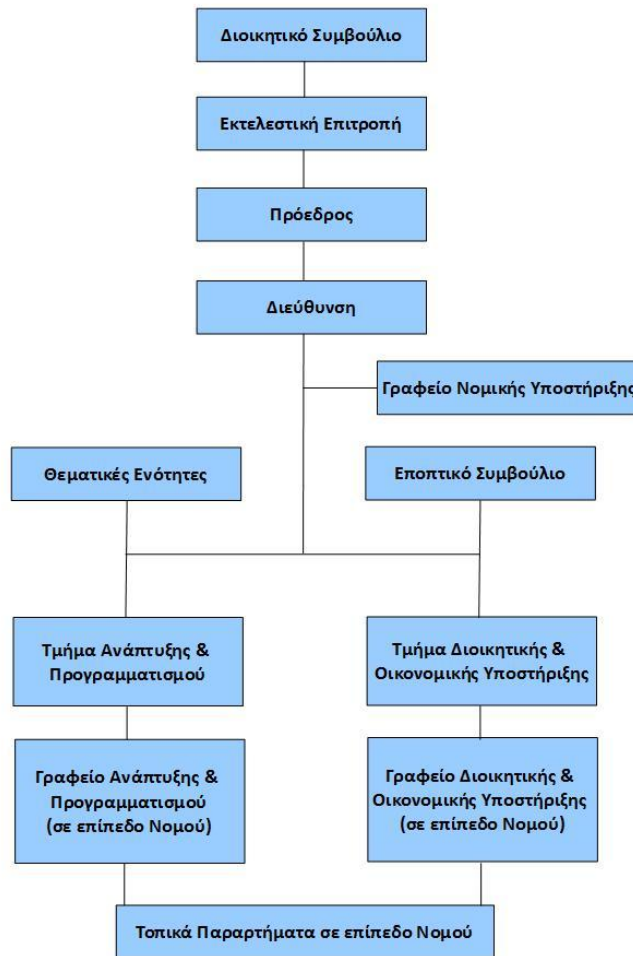 Διοικητικό Συμβούλιο
Εκτελεστική Επιτροπή
Πρόεδρος
Διεύθυνση
Γραφείο Νομικής Υποστήριξης
Θεματικές Ενότητες
Εποπτικό Συμβούλιο
Τμήμα Ανάπτυξης &
Προγραμματισμού
Τμήμα Διοικητικής &
Οικονομικής Υποστήριξης
Γραφείο Ανάπτυξης &
Προγραμματισμού
(σε επίπεδο Νομού)
Γραφείο Διοικητικής &
Οικονομικής Υποστήριξης
(σε επίπεδο Νομού)
Τοπικά Παραρτήματα σε επίπεδο Νομού